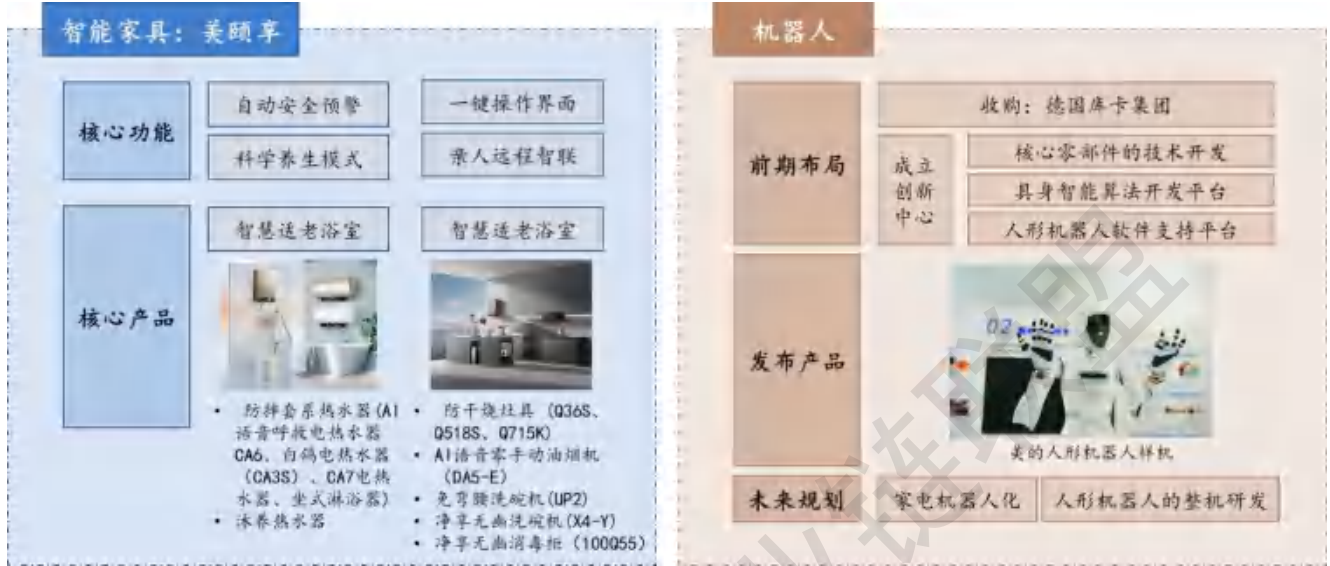 智能家具：美颐享
核心功能
自动安全预警
一键操作界面
科学养生模式
亲人远程智联
核心产品
智慧适老浴室
智慧适老浴室
• 防摔套系热水器(AI
语音呼救电热水器
CA6、白鸽电热水器
(CA3S)、CA7电热
水器、坐式淋浴器)
• 沐养热水器
• 防干烧灶具 (Q36S、
Q518S、Q715K)
• AI语音零手动油烟机
(DA5-E)
• 免弯腰洗碗机(UP2)
• 净享无幽洗碗机(X4-Y)
• 净享无幽消毒柜 (100Q55)
机器人
前期布局
收购：德国库卡集团
成立
创新
中心
核心零部件的技术开发
具身智能算法开发平台
人形机器人软件支持平台
发布产品
02
美的人形机器人样机
未来规划
家电机器人化
人形机器人的整机研发
链联盟